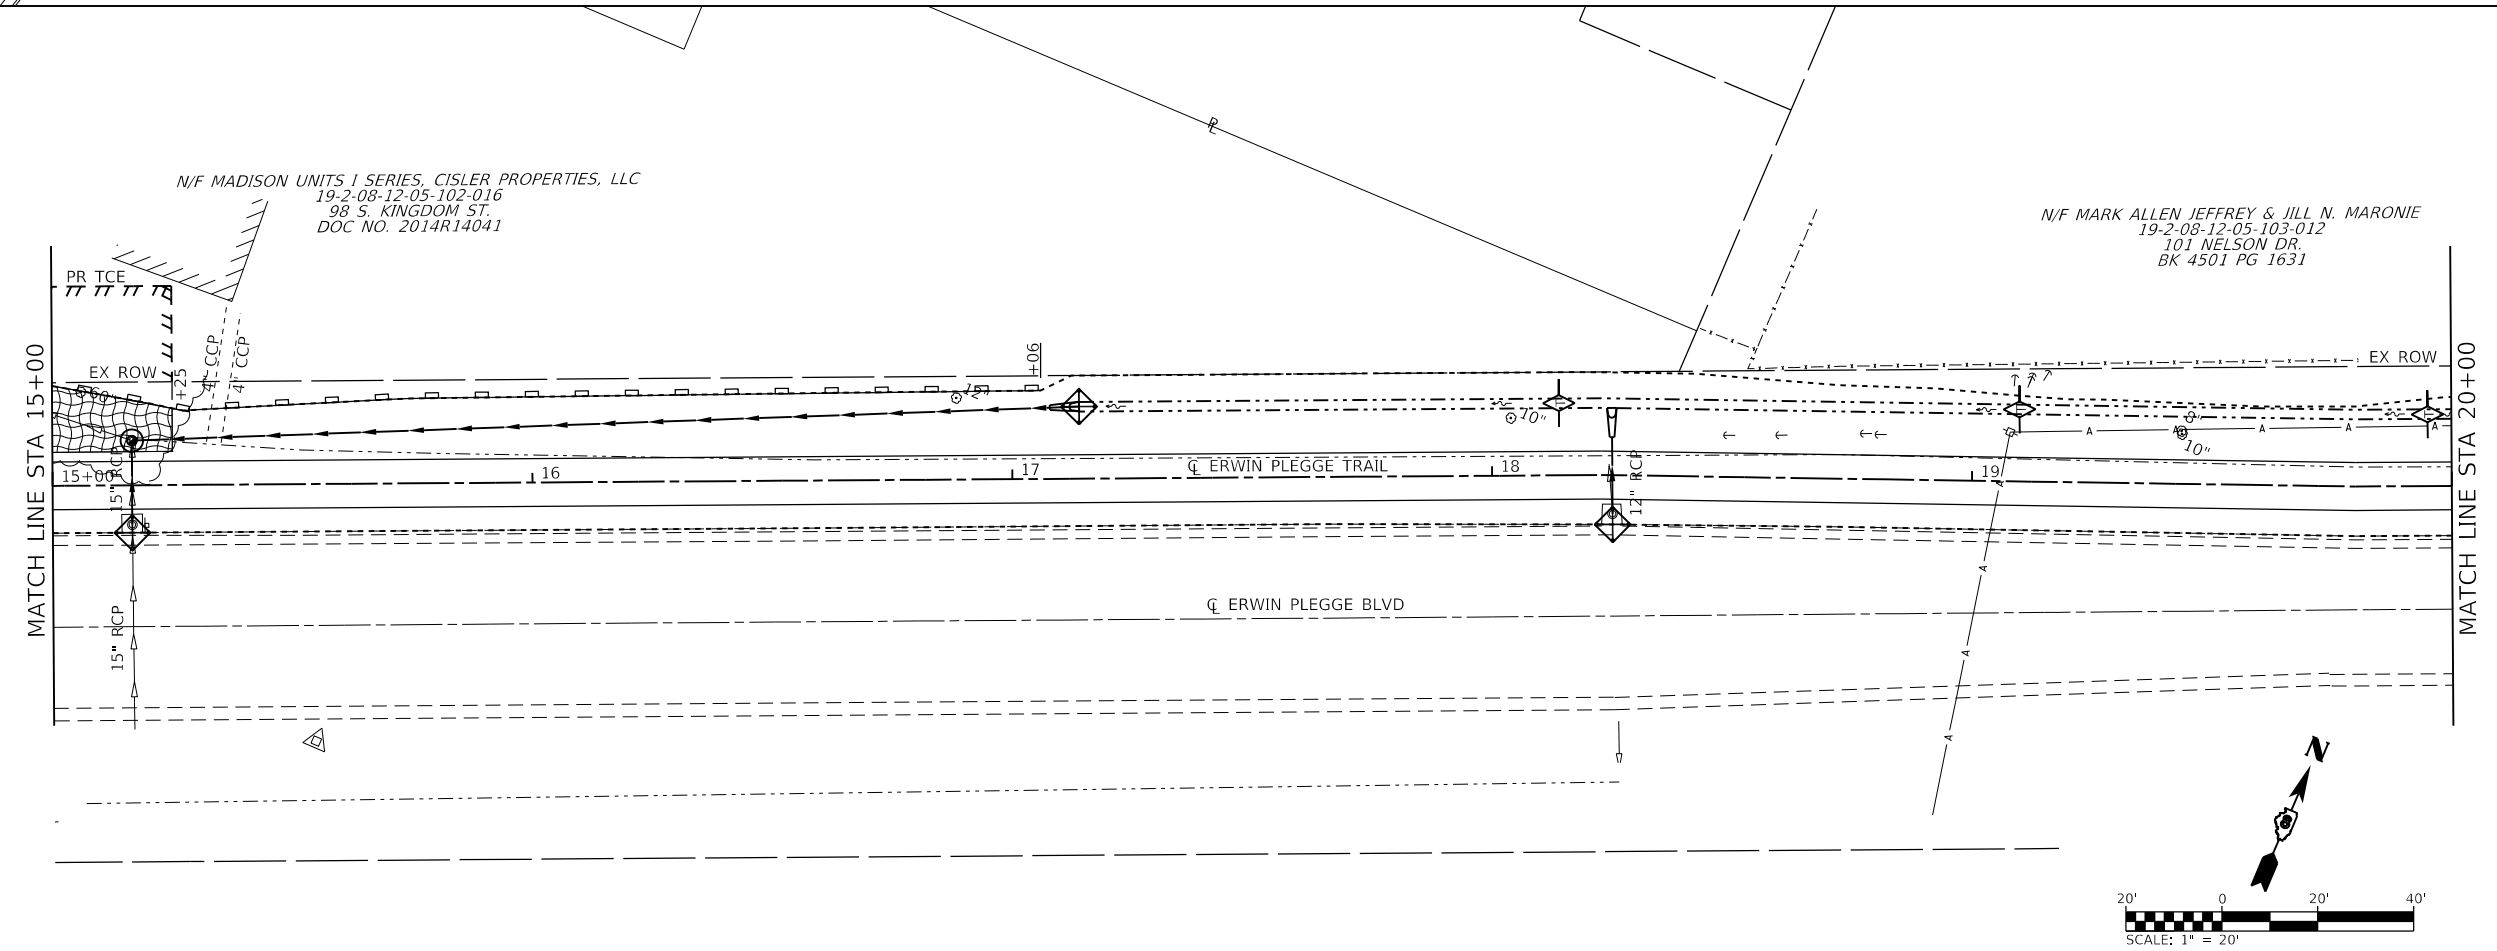 N/F MADISON UNITS I SERIES, CISLER PROPERTIES, LLC
19-2-08-12-05-102-016
98 S. KINGDOM ST.
DOC NO. 2014R14041
N/F MARK ALLEN JEFFREY & JILL N. MARONIE
19-2-08-12-05-103-012
101 NELSON DR.
BK 4501 PG 1631
PR TCE
EX ROW
+25
4" CCP
4" CCP
+06
EX ROW
12"
10"
8"
10"
MATCH LINE STA 15+00
15+00
15" RCP
16
17
℄ ERWIN PLEGGE TRAIL
18
12" RCP
19
MATCH LINE STA 20+00
15" RCP
℄ ERWIN PLEGGE BLVD
N
20' 0 20' 40'
SCALE: 1" = 20'